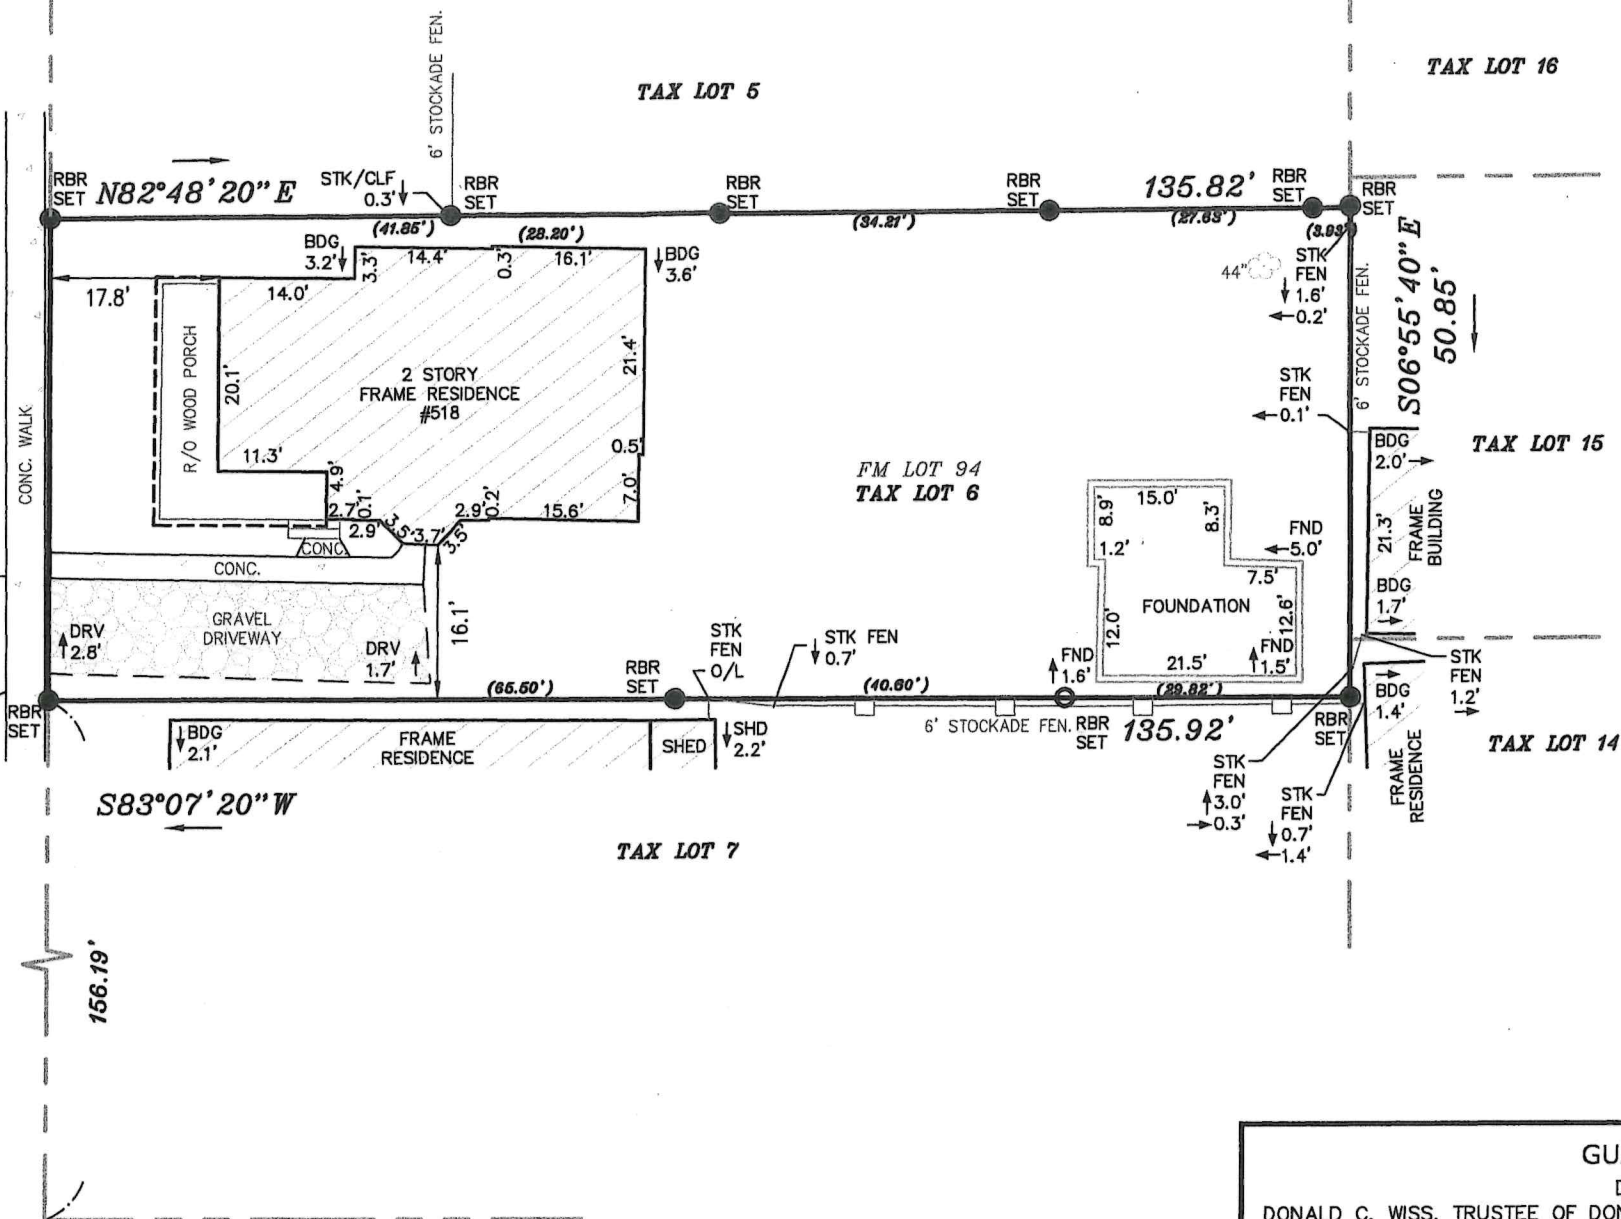 6' STOCKADE FEN.
TAX LOT 5
TAX LOT 16
RBR
SET
N82°48'20"E
STK/CLF
0.3'
RBR
SET
RBR
SET
RBR
SET
135.82'
RBR
SET
RBR
SET
(41.85')
(28.20')
(34.21')
(27.63')
(3.93')
BDG
3.2'
3.3'
14.4'
0.3'
16.1'
BDG
3.6'
44"
STK
FEN
1.6'
0.2'
6' STOCKADE FEN.
S06°55'40"E
50.85'
17.8'
14.0'
R/O WOOD PORCH
20.1'
2 STORY
FRAME RESIDENCE
#518
21.4'
STK
FEN
0.1'
CONC. WALK
11.3'
4.9'
0.5'
7.0'
FM LOT 94
TAX LOT 6
BDG
2.0'
TAX LOT 15
2.7'
0.1'
2.9'
3.5'
3.7'
3.5'
2.9'
0.2'
15.6'
15.0'
8.9'
8.3'
1.2'
FND
5.0'
7.5'
21.3'
FRAME
BUILDING
CONC.
CONC.
GRAVEL
DRIVEWAY
DRV
2.8'
DRV
1.7'
16.1'
FOUNDATION
12.0'
12.6'
21.5'
FND
1.6'
FND
1.5'
BDG
1.7'
STK
FEN
O/L
STK FEN
0.7'
STK
FEN
1.2'
RBR
SET
(65.50')
RBR
SET
(40.60')
(29.82')
BDG
1.4'
BDG
2.1'
FRAME
RESIDENCE
SHED
SHD
2.2'
6' STOCKADE FEN.
RBR
SET
135.92'
RBR
SET
FRAME
RESIDENCE
TAX LOT 14
S83°07'20"W
STK
FEN
3.0'
0.3'
STK
FEN
0.7'
1.4'
TAX LOT 7
156.19'
GU
DONALD C. WISS, TRUSTEE OF DON